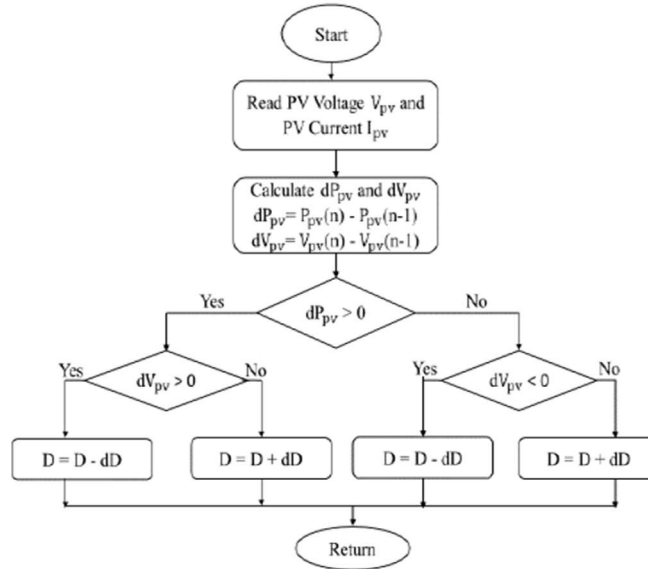 Start
Read PV Voltage Vpv and
PV Current Ipv
Calculate dPpv and dVpv
dPpv= Ppv(n) - Ppv(n-1)
dVpv= Vpv(n) - Vpv(n-1)
Yes
No
dPpv > 0
Yes
No
Yes
No
dVpv > 0
dVpv < 0
D = D - dD
D = D + dD
D = D - dD
D = D + dD
Return